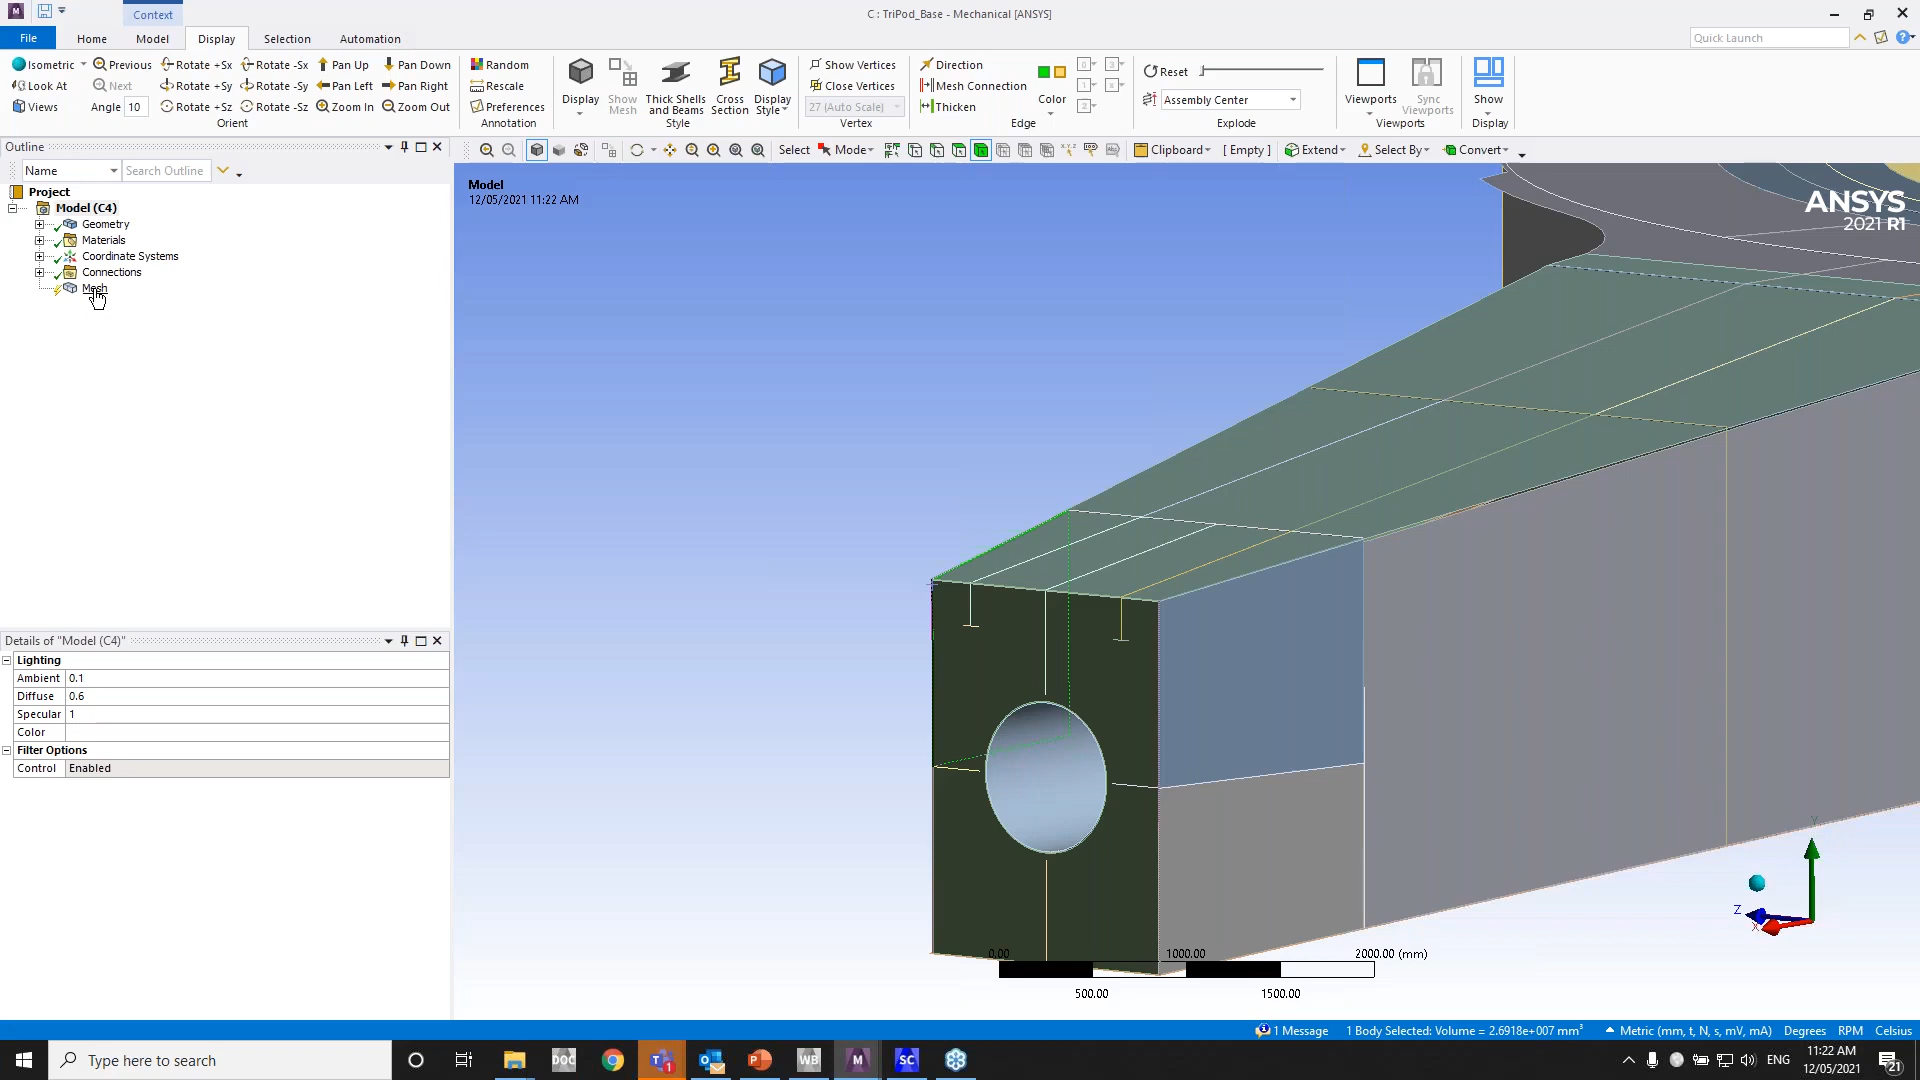 Context
C : TriPod_Base - Mechanical [ANSYS]
File
Home
Model
Display
Selection
Automation
Quick Launch
Isometric
Previous
Rotate +Sx
Rotate -Sx
Pan Up
Pan Down
Look At
Next
Rotate +Sy
Rotate -Sy
Pan Left
Pan Right
Views
Angle 10
Rotate +Sz
Rotate -Sz
Zoom In
Zoom Out
Orient
Random
Rescale
Preferences
Annotation
Display
Show
Mesh
Thick Shells
and Beams
Cross
Section
Display
Style
Style
Show Vertices
Close Vertices
27 (Auto Scale)
Vertex
Direction
Mesh Connection
Thicken
Color
Edge
Reset
Assembly Center
Explode
Viewports
Sync
Viewports
Viewports
Show
Display
Outline
Name
Search Outline
Select
Mode
Clipboard
[ Empty ]
Extend
Select By
Convert
Project
Model (C4)
Geometry
Materials
Coordinate Systems
Connections
Mesh
Model
12/05/2021 11:22 AM
ANSYS
2021 R1
Details of "Model (C4)"
Lighting
Ambient 0.1
Diffuse 0.6
Specular 1
Color
Filter Options
Control Enabled
Y
Z
X
0.00
1000.00
2000.00 (mm)
500.00
1500.00
1 Message
1 Body Selected: Volume = 2.6918e+007 mm³
Metric (mm, t, N, s, mV, mA)
Degrees
RPM
Celsius
Type here to search
DOC
WB
M
SC
ENG
11:22 AM
12/05/2021
21